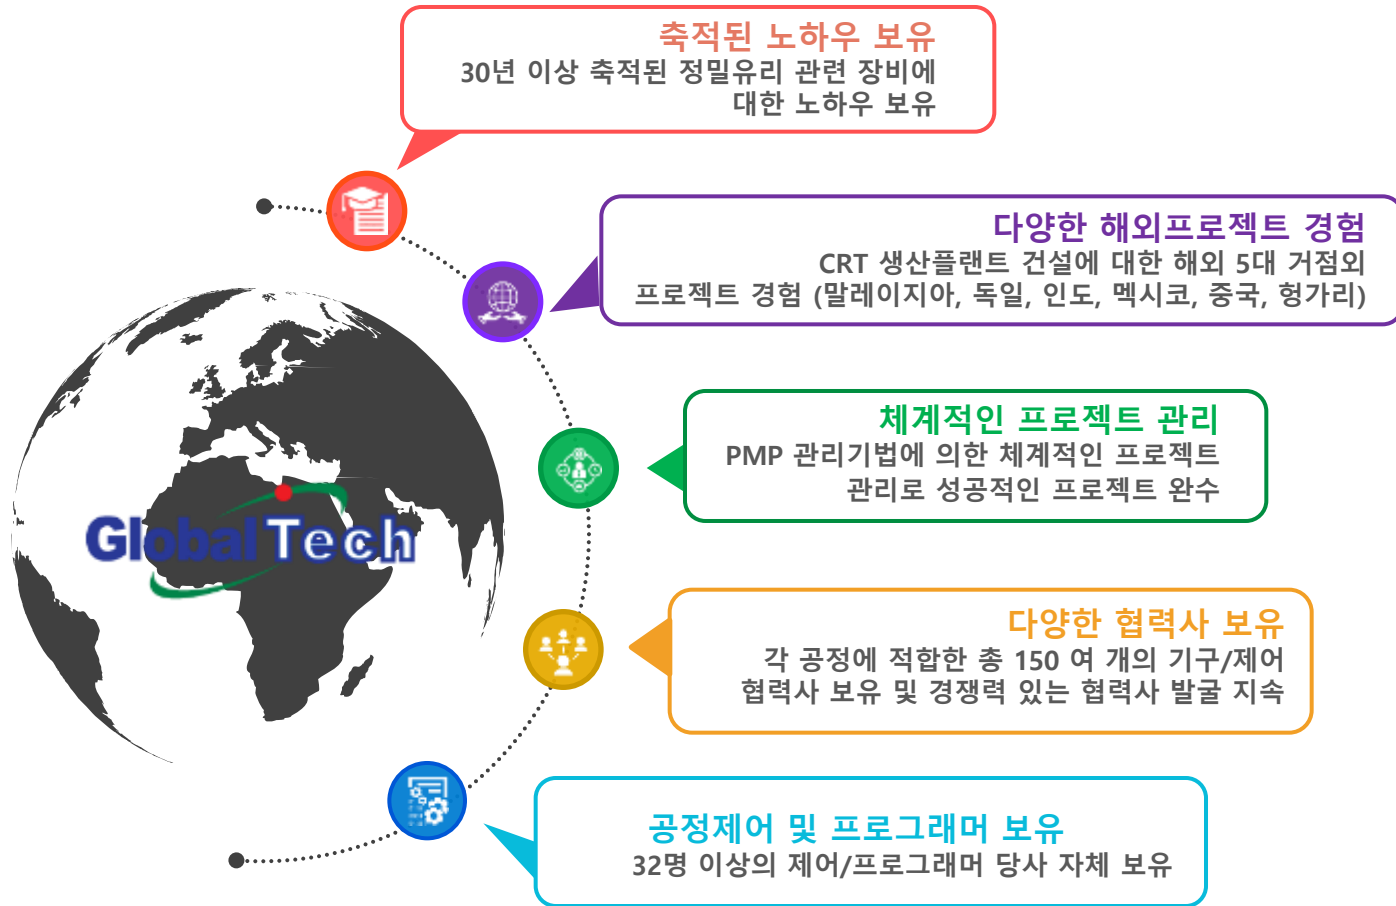 축적된 노하우 보유
30년 이상 축적된 정밀유리 관련 장비에
대한 노하우 보유
다양한 해외프로젝트 경험
CRT 생산플랜트 건설에 대한 해외 5대 거점외
프로젝트 경험 (말레이지아, 독일, 인도, 멕시코, 중국, 헝가리)
체계적인 프로젝트 관리
PMP 관리기법에 의한 체계적인 프로젝트
관리로 성공적인 프로젝트 완수
Global Tech
다양한 협력사 보유
각 공정에 적합한 총 150 여 개의 기구/제어
협력사 보유 및 경쟁력 있는 협력사 발굴 지속
공정제어 및 프로그래머 보유
32명 이상의 제어/프로그래머 당사 자체 보유